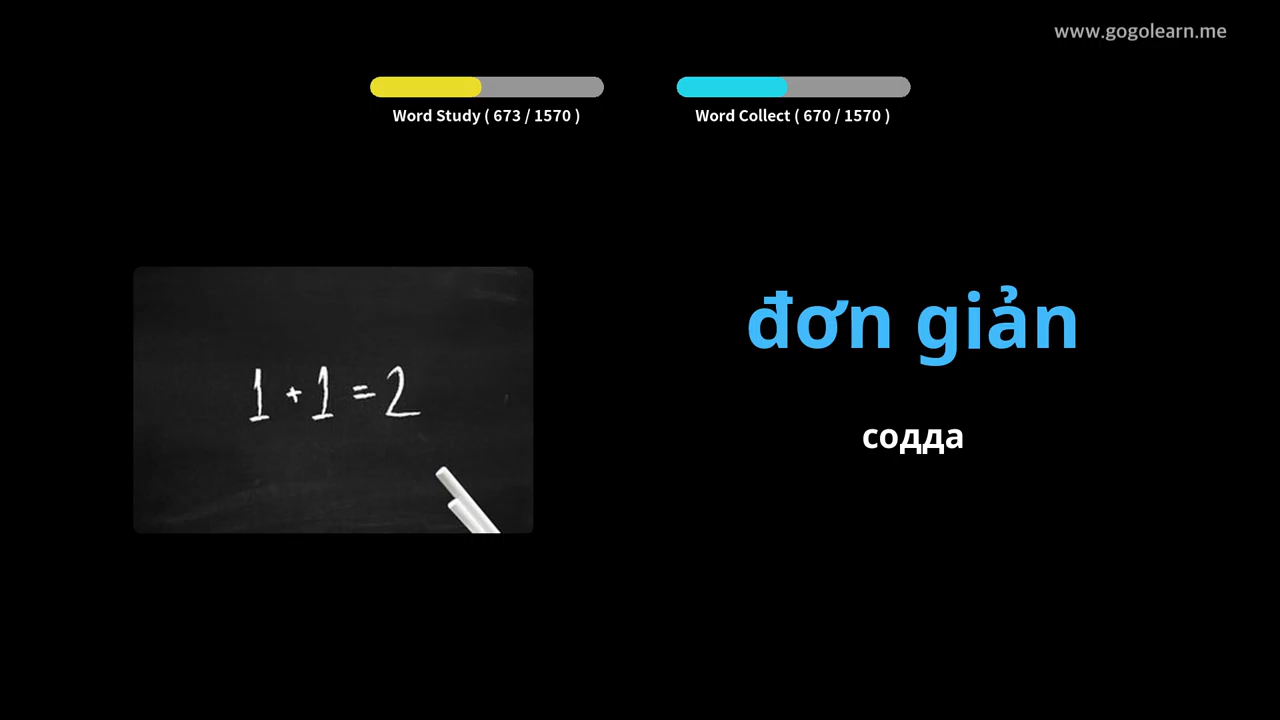 www.gogolearn.me
Word Study ( 673 / 1570 )
Word Collect ( 670 / 1570 )
1 + 1 = 2
đơn giản
содда